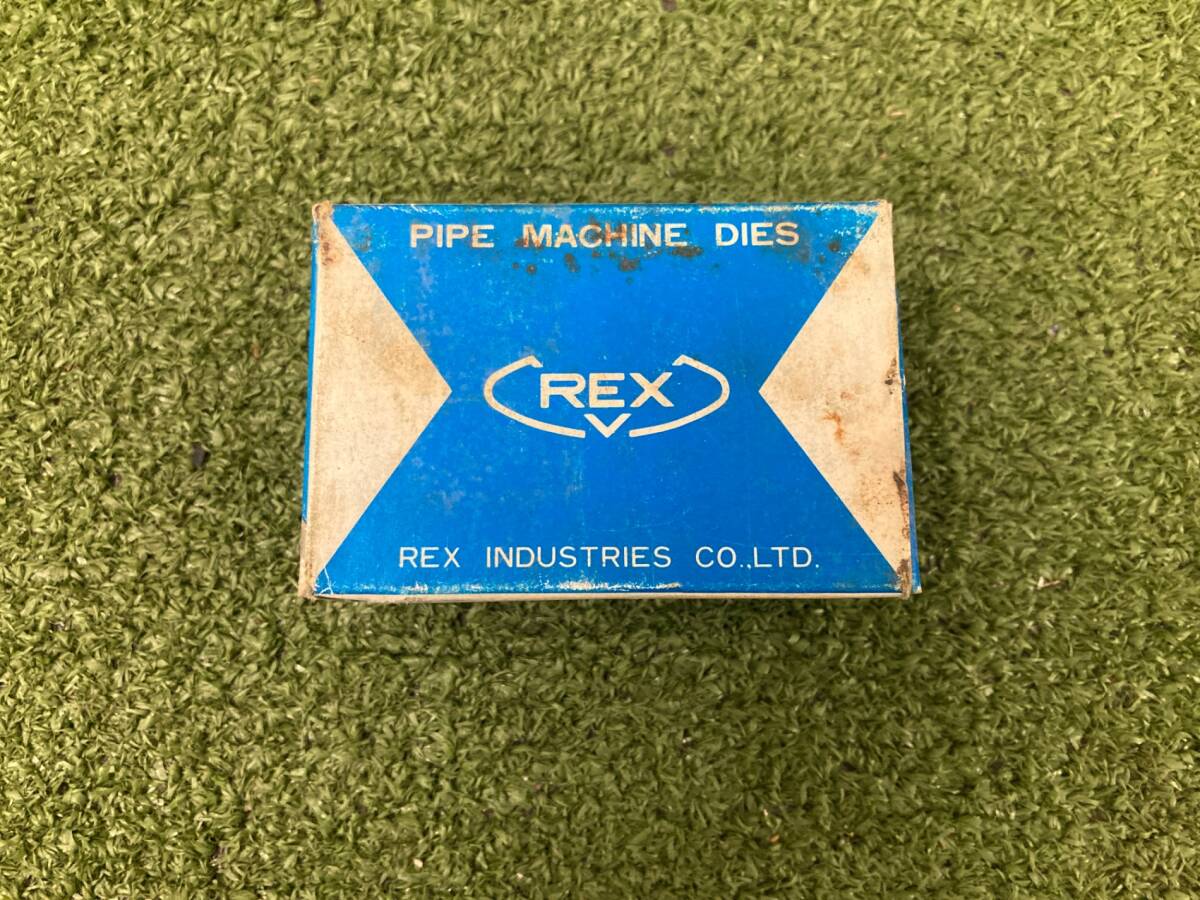 PIPE MACHINE DIES
REX
REX INDUSTRIES CO.,LTD.